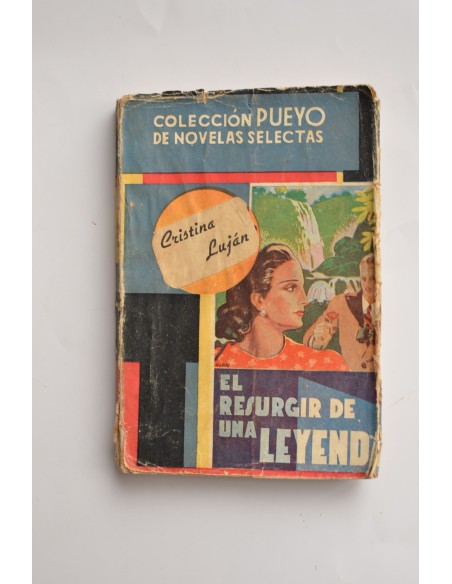 COLECCIÓN PUEYO
DE NOVELAS SELECTAS
Cristina
Luján
EL
RESURGIR DE
UNA LEYEND